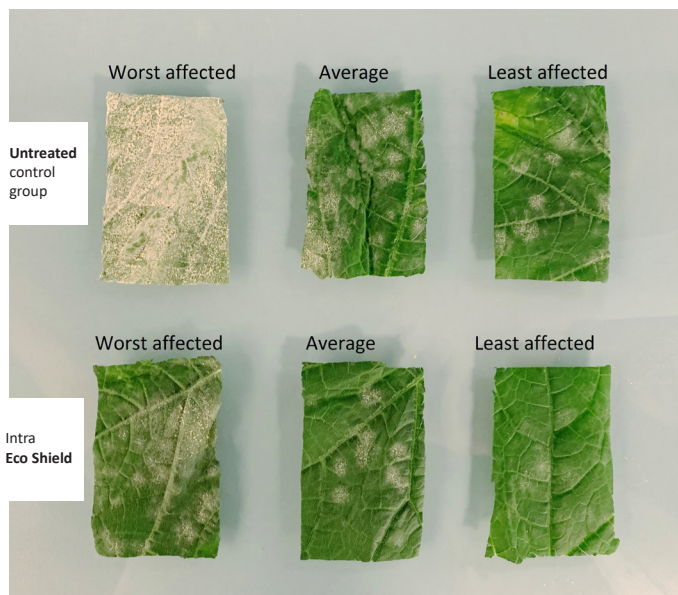 Worst affected
Average
Least affected
Untreated
control
group
Worst affected
Average
Least affected
Intra
Eco Shield